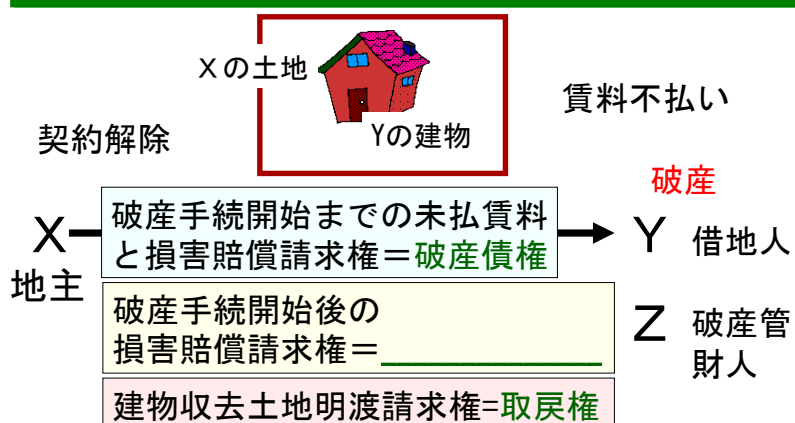 Xの土地
Yの建物
賃料不払い
契約解除
破産
X
地主
破産手続開始までの未払賃料
と損害賠償請求権＝破産債権
Y 借地人
破産手続開始後の
損害賠償請求権＝____________
Z 破産管
財人
建物収去土地明渡請求権=取戻権